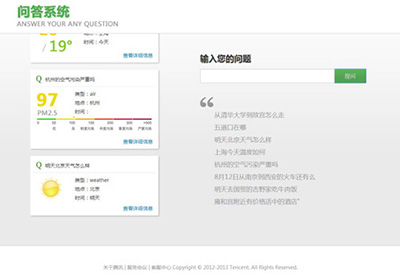 问答系统
ANSWER YOUR ANY QUESTION
/ 19°
时间：今天
查看详细信息
Q 杭州的空气污染严重吗
97
PM2.5
类型：air
地点：杭州
时间：
0 50 100 150 200 300 >500
查看详细信息
Q 明天北京天气怎么样
类型：weather
地点：北京
时间：明天
查看详细信息
输入您的问题
提问
从清华大学到故宫怎么走
五道口在哪
明天北京天气怎么样
上海今天温度如何
杭州的空气污染严重吗
8月12日从南京到西安的火车还有么
明天去国贸的吉野家吃牛肉饭
雍和宫附近有价格适中的酒店"
关于腾讯 | 服务协议 | 客服中心 Copyright © 2012-2013 Tencent. All Rights Reserved.